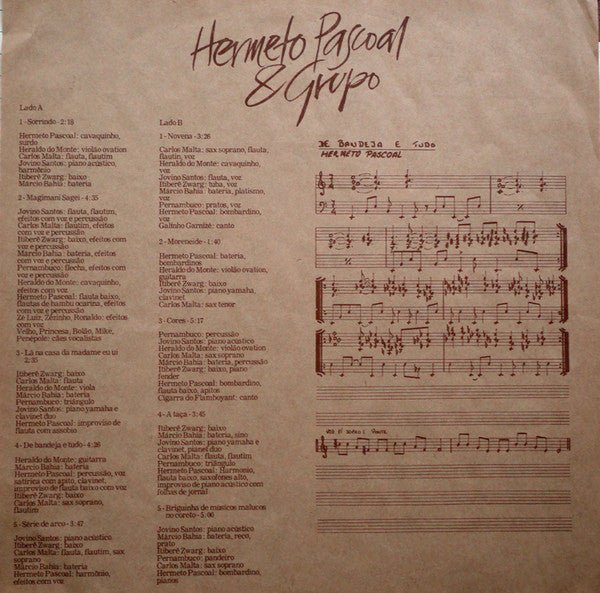 Hermeto Pascoal
& Grupo
Lado A
1 - Sorrindo - 2:18
Hermeto Pascoal: cavaquinho,
surdo
Heraldo do Monte: violão ovation
Carlos Malta: flauta, flautim
Jovino Santos: piano acústico,
harmônio
Itiberê Zwarg: baixo
Márcio Bahia: bateria
2 - Magimani Sagei - 4:35
Jovino Santos: flauta, flautim,
efeitos com voz e percussão
Carlos Malta: flautim, efeitos com
voz e percussão
Itiberê Zwarg: baixo, efeitos com
voz e percussão
Márcio Bahia: bateria, efeitos
com voz e percussão
Pernambuco: flecha, efeitos com
voz e percussão
Heraldo do Monte: cavaquinho,
efeitos com voz
Hermeto Pascoal: flauta baixo,
flautas de bambu ocarina, efeitos
com voz e percussão
Zé Luiz, Zézinho, Ronaldo: efeitos
com voz
Velho, Princesa, Bolão, Mike,
Penépole: cães vocalistas
3 - Lá na casa da madame eu vi
2:35
Itiberê Zwarg: baixo
Carlos Malta: flauta
Heraldo do Monte: viola
Márcio Bahia: bateria
Pernambuco: triângulo
Jovino Santos: piano yamaha e
clavinet duo
Hermeto Pascoal: improviso de
flauta com assobio
4 - De bandeja e tudo - 4:26
Heraldo do Monte: guitarra
Márcio Bahia: bateria
Hermeto Pascoal: percussão, voz
satírica com apito, clavinet,
improviso de flauta baixo com voz
Itiberê Zwarg: baixo
Carlos Malta: sax soprano,
flautim
5 - Série de arco - 3:47
Jovino Santos: piano acústico
Itiberê Zwarg: baixo
Carlos Malta: flauta, flautim, sax
soprano
Márcio Bahia: bateria
Hermeto Pascoal: harmônio,
efeitos com voz
Lado B
1 - Novena - 3:26
Carlos Malta: sax soprano, flauta,
flautim, voz
Heraldo do Monte: cavaquinho,
voz
Jovino Santos: flauta, voz
Itiberê Zwarg: tuba, voz
Márcio Bahia: bateria, platismo,
voz
Pernambuco: pratos, voz
Hermeto Pascoal: bombardino,
voz
Galinho Garnizé: canto
2 - Moreneide - 1:40
Hermeto Pascoal: bateria,
bombardinos
Heraldo do Monte: violão ovation,
guitarra
Itiberê Zwarg: baixo
Jovino Santos: piano yamaha,
clavinet
Carlos Malta: sax tenor
3 - Cores - 5:17
Pernambuco: percussão
Jovino Santos: piano acústico
Heraldo do Monte: violão ovation
Carlos Malta: sax soprano
Márcio Bahia: bateria, percussão
Itiberê Zwarg: baixo, piano
fender
Hermeto Pascoal: bombardino,
flauta baixo, apitos
Cigarra do Flamboyant: canto
4 - A taça - 3:45
Itiberê Zwarg: baixo
Márcio Bahia: bateria, sino
Jovino Santos: piano yamaha e
clavinet, pianet duo
Carlos Malta: flauta, flautim
Pernambuco: triângulo
Hermeto Pascoal: Harmonio,
flauta baixo, saxofones alto,
improviso de piano acústico com
folhas de jornal
5 - Briguinha de músicos malucos
no coreto - 5:00
Jovino Santos: piano acústico
Márcio Bahia: bateria, reco,
prato
Itiberê Zwarg: baixo
Pernambuco: pandeiro
Carlos Malta: sax soprano
Hermeto Pascoal: bombardino,
pianos
DE BANDEJA E TUDO
HERMETO PASCOAL